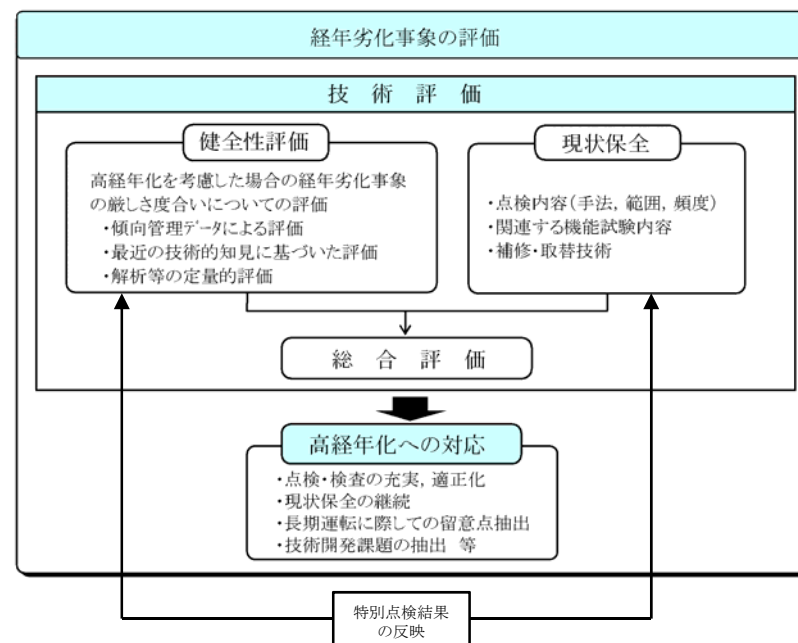 経年劣化事象の評価
技 術 評 価
健全性評価
高経年化を考慮した場合の経年劣化事象
の厳しさ度合いについての評価
・傾向管理データによる評価
・最近の技術的知見に基づいた評価
・解析等の定量的評価
現状保全
・点検内容(手法, 範囲, 頻度)
・関連する機能試験内容
・補修・取替技術
総 合 評 価
高経年化への対応
・点検・検査の充実, 適正化
・現状保全の継続
・長期運転に際しての留意点抽出
・技術開発課題の抽出 等
特別点検結果
の反映